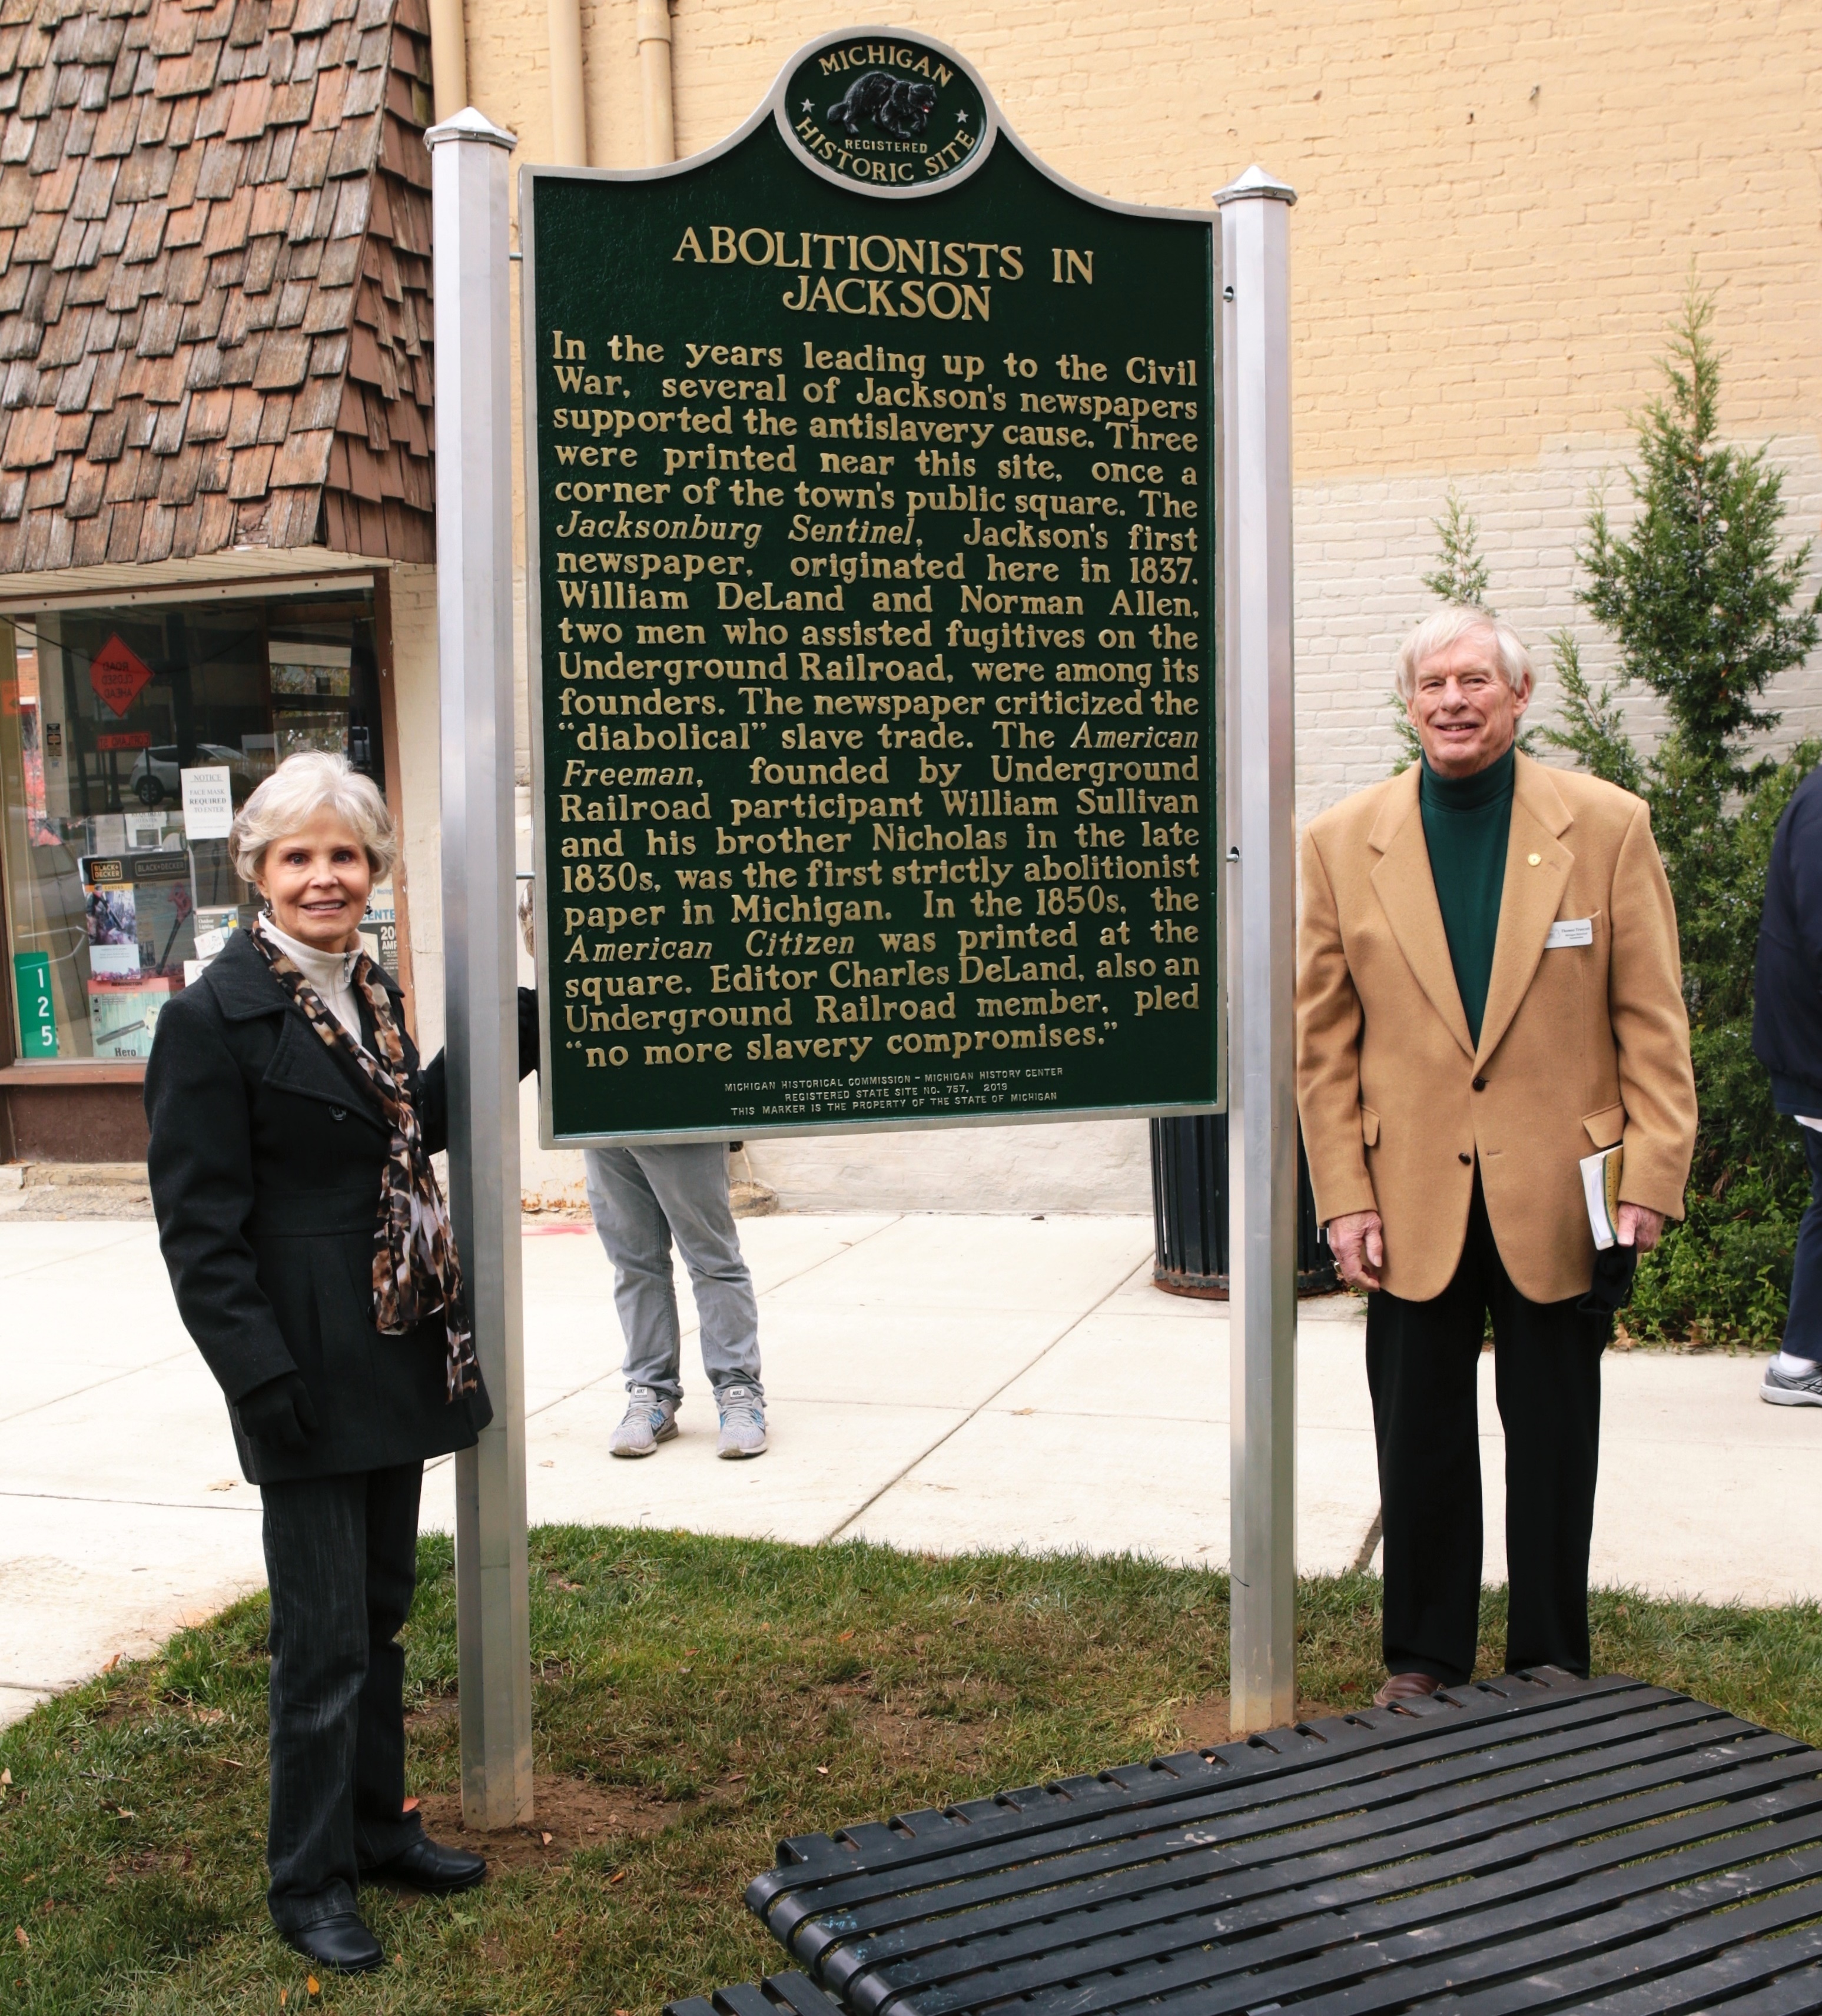 MICHIGAN
REGISTERED
HISTORIC SITE
ABOLITIONISTS IN
JACKSON
In the years leading up to the Civil
War, several of Jackson's newspapers
supported the antislavery cause. Three
were printed near this site, once a
corner of the town's public square. The
Jacksonburg Sentinel, Jackson's first
newspaper, originated here in 1837.
William DeLand and Norman Allen,
two men who assisted fugitives on the
Underground Railroad, were among its
founders. The newspaper criticized the
“diabolical” slave trade. The American
Freeman, founded by Underground
Railroad participant William Sullivan
and his brother Nicholas in the late
1830s, was the first strictly abolitionist
paper in Michigan. In the 1850s, the
American Citizen was printed at the
square. Editor Charles DeLand, also an
Underground Railroad member, pled
“no more slavery compromises.”
MICHIGAN HISTORICAL COMMISSION – MICHIGAN HISTORY CENTER
REGISTERED STATE SITE NO. 757, 2019
THIS MARKER IS THE PROPERTY OF THE STATE OF MICHIGAN
ROAD
CLOSED
AHEAD
NOTICE
FACE MASK
REQUIRED
TO ENTER
BLACK+
DECKER
BLACK+DECKER
125
Hero